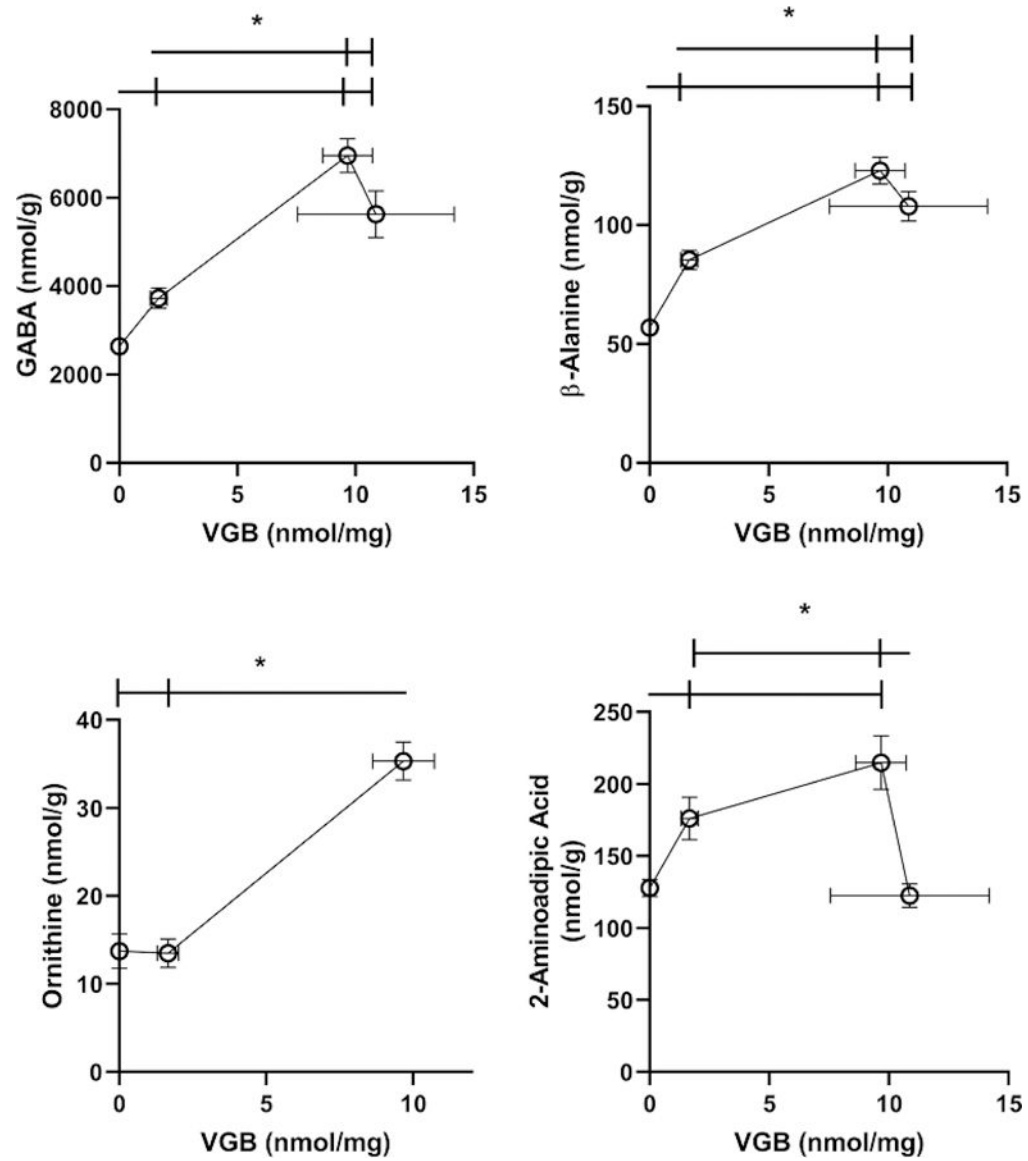 *
8000
6000
4000
2000
0
GABA (nmol/g)
0 5 10 15
VGB (nmol/mg)
*
150
100
50
0
β-Alanine (nmol/g)
0 5 10 15
VGB (nmol/mg)
*
40
30
20
10
0
Ornithine (nmol/g)
0 5 10
VGB (nmol/mg)
*
250
200
150
100
50
0
2-Aminoadipic Acid
(nmol/g)
0 5 10 15
VGB (nmol/mg)